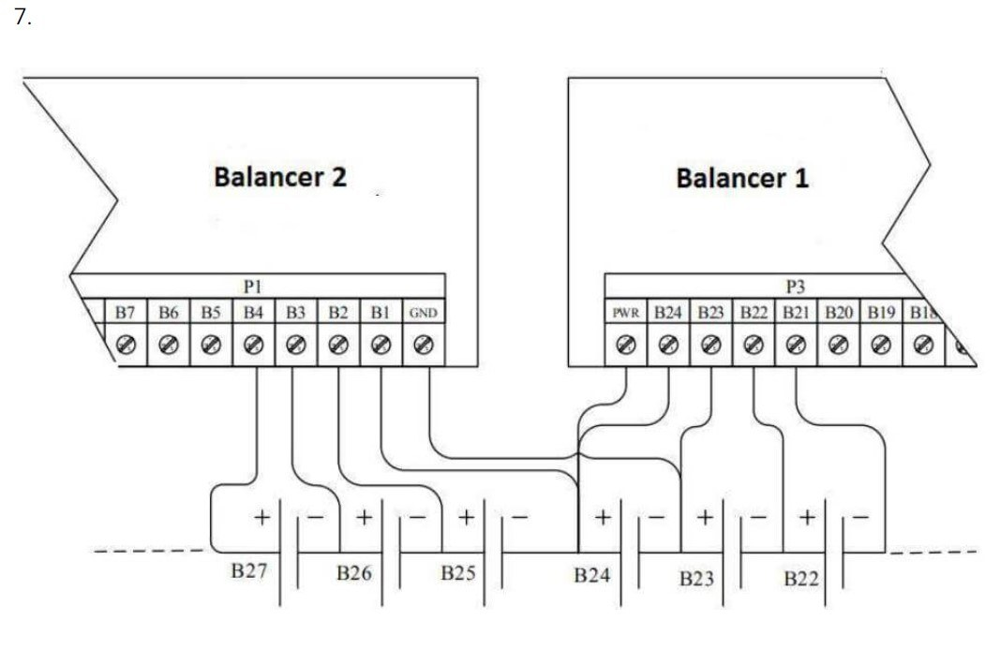 7.
Balancer 2
Balancer 1
P1
P3
B7 B6 B5 B4 B3 B2 B1 GND
PWR B24 B23 B22 B21 B20 B19 B18
+ − + − + − + − + − + −
B27 B26 B25 B24 B23 B22